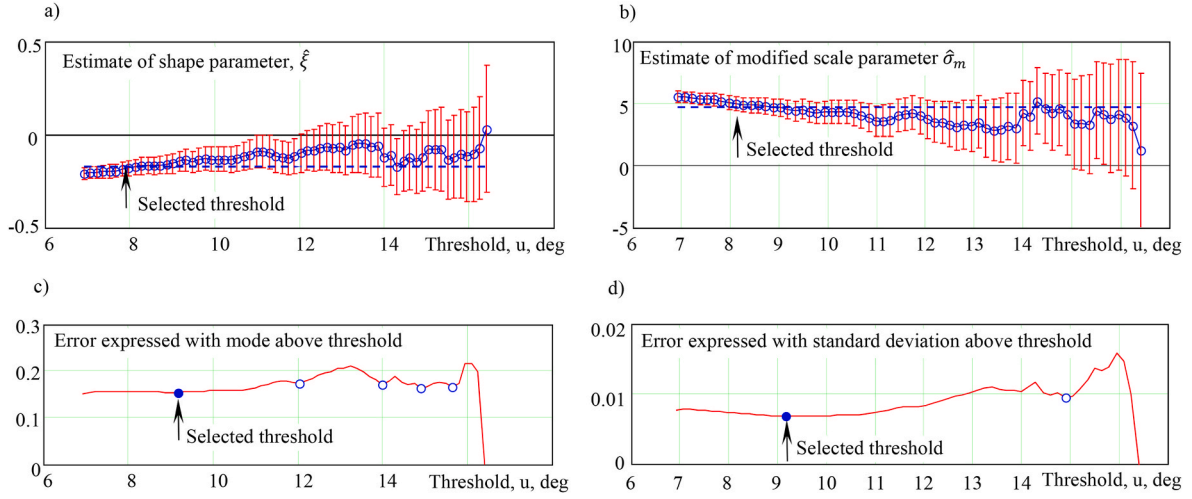 a)
0.5
Estimate of shape parameter, ξ̂
0
Selected threshold
-0.5
6 8 10 12 14 Threshold, u, deg
b)
10
Estimate of modified scale parameter σ̂m
5
Selected threshold
0
-5
6 7 8 9 10 11 12 13 14 Threshold, u, deg
c)
0.3
Error expressed with mode above threshold
0.2
0.1
Selected threshold
0
6 8 10 12 14 Threshold, u, deg
d)
0.02
Error expressed with standard deviation above threshold
0.01
Selected threshold
0
6 7 8 9 10 11 12 13 14 Threshold, u, deg